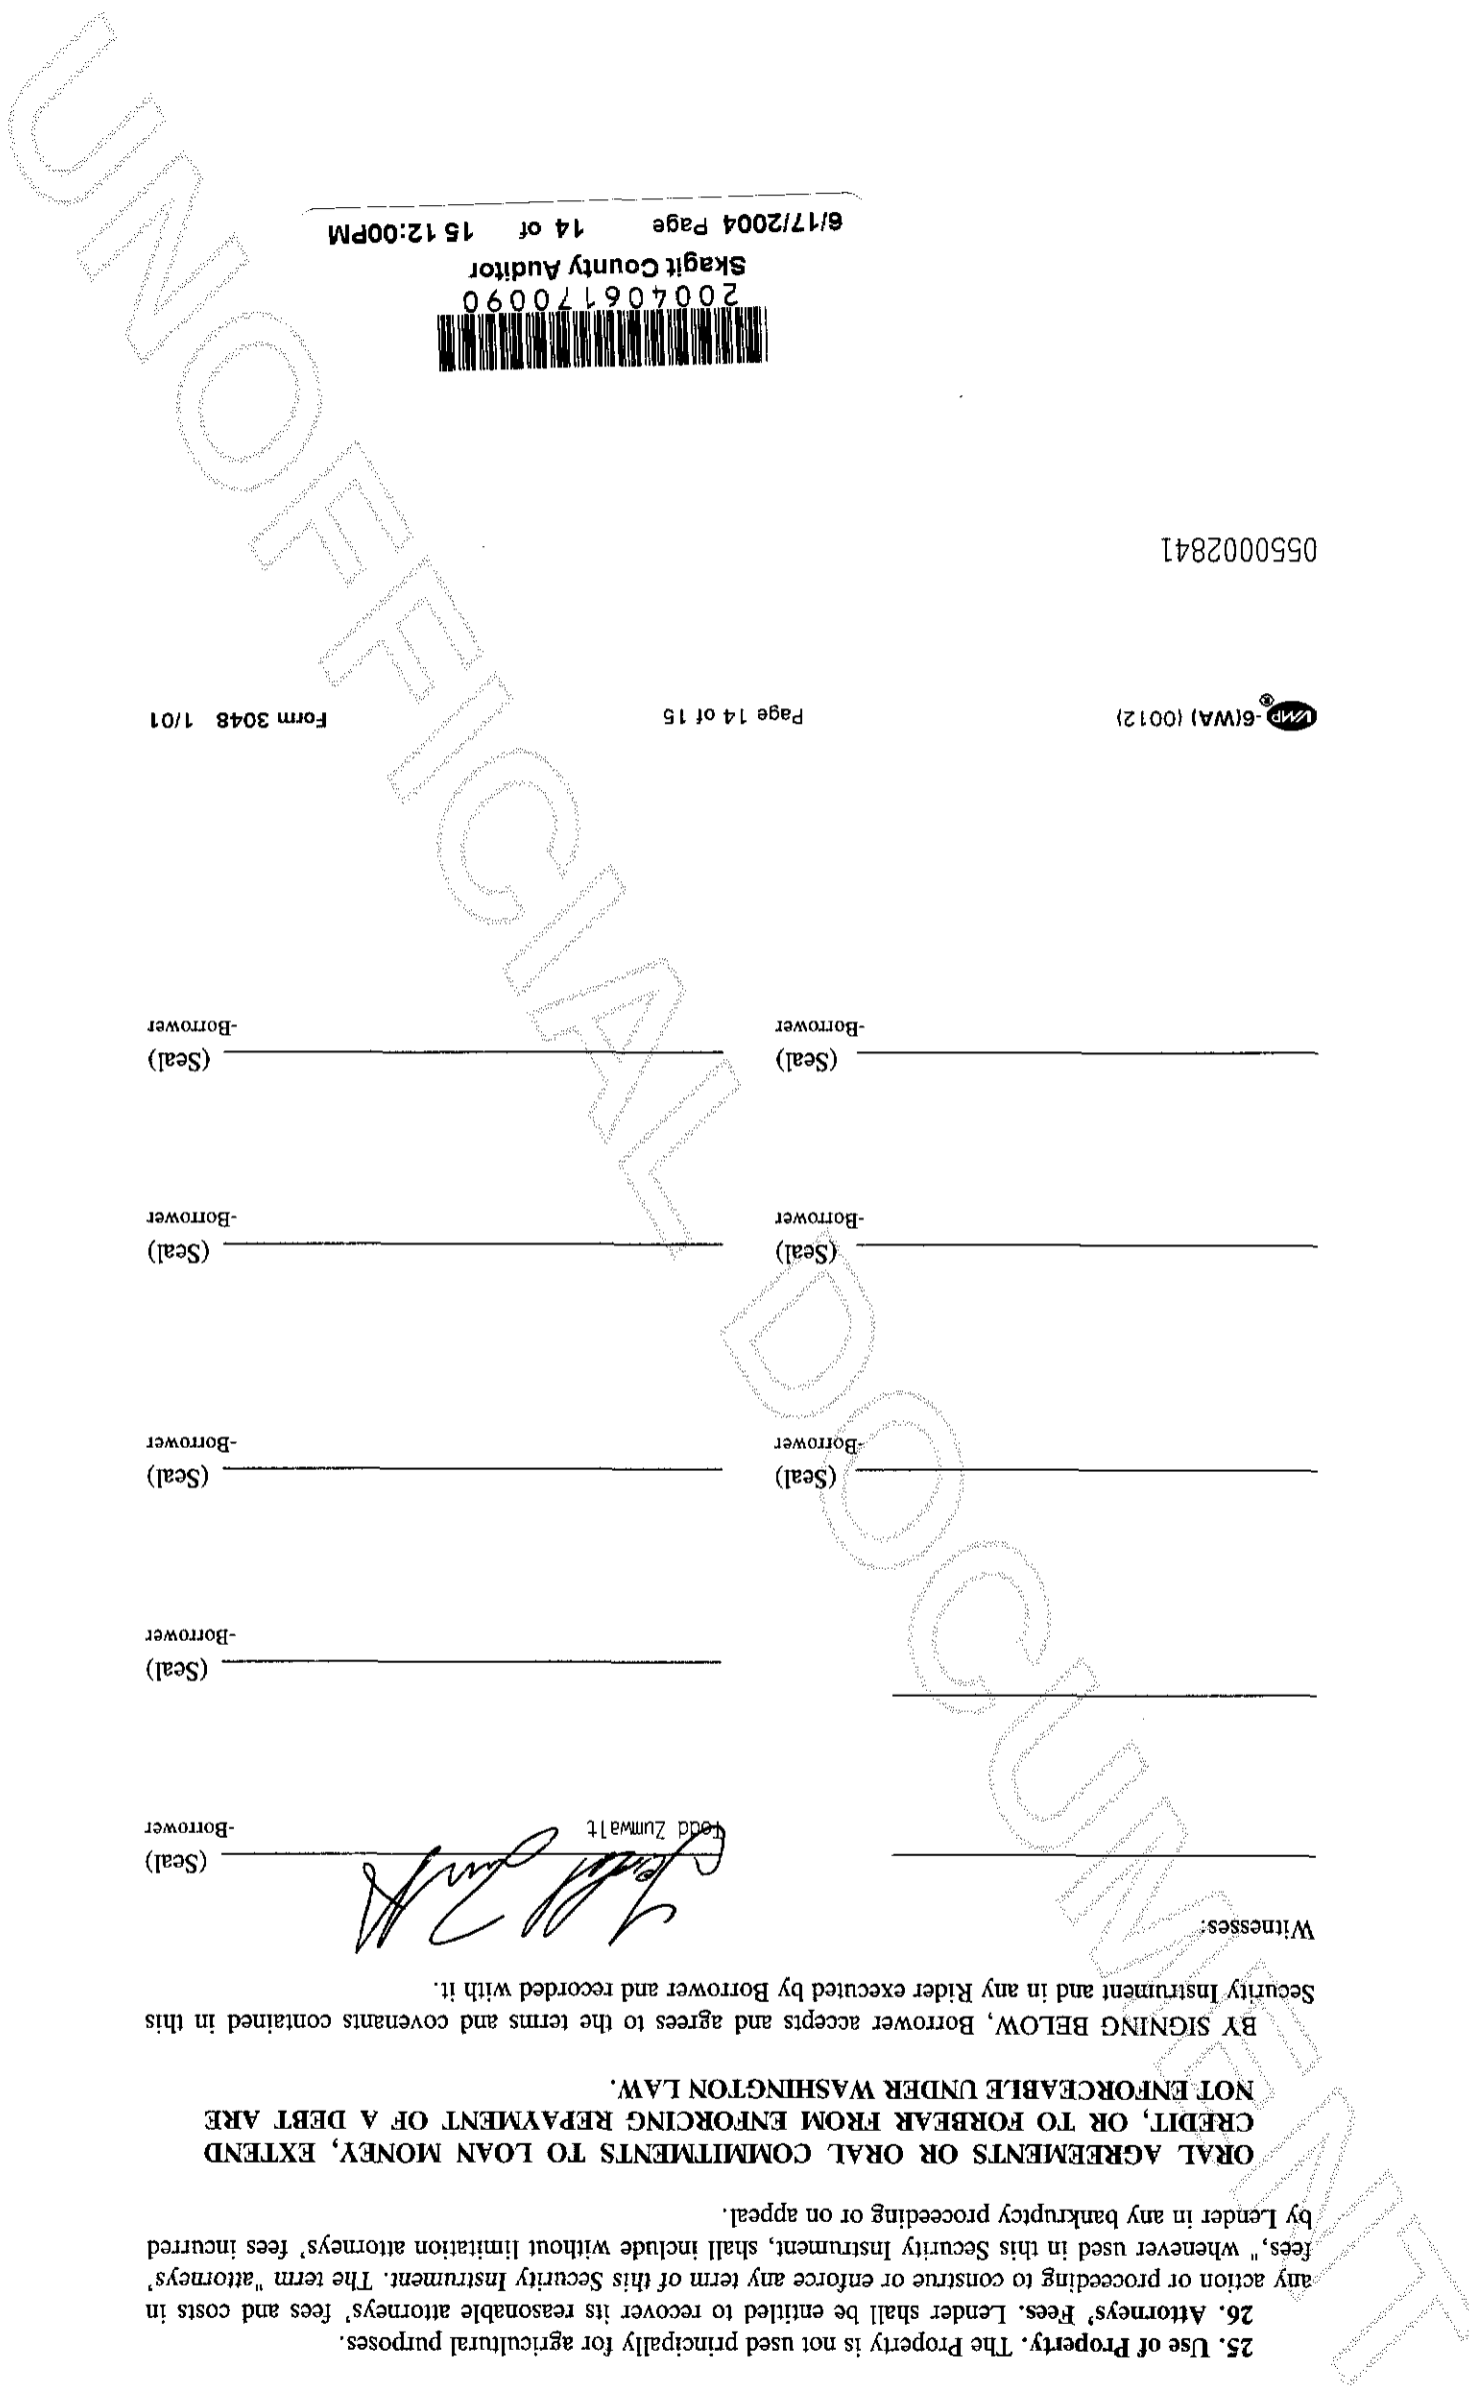 25. Use of Property. The Property is not used principally for agricultural purposes.
26. Attorneys' Fees. Lender shall be entitled to recover its reasonable attorneys' fees and costs in
any action or proceeding to construe or enforce any term of this Security Instrument. The term "attorneys'
fees," whenever used in this Security Instrument, shall include without limitation attorneys' fees incurred
by Lender in any bankruptcy proceeding or on appeal.
ORAL AGREEMENTS OR ORAL COMMITMENTS TO LOAN MONEY, EXTEND
CREDIT, OR TO FORBEAR FROM ENFORCING REPAYMENT OF A DEBT ARE
NOT ENFORCEABLE UNDER WASHINGTON LAW.
BY SIGNING BELOW, Borrower accepts and agrees to the terms and covenants contained in this
Security Instrument and in any Rider executed by Borrower and recorded with it.
Witnesses:
Todd Zumwalt (Seal)
Todd Zumwalt -Borrower
(Seal)
-Borrower
(Seal) (Seal)
-Borrower -Borrower
(Seal) (Seal)
-Borrower -Borrower
(Seal) (Seal)
-Borrower -Borrower
VMP®-6(WA) (0012) Page 14 of 15 Form 3048 1/01
0550002841
200406170090
Skagit County Auditor
6/17/2004 Page 14 of 15 12:00PM
UNOFFICIAL DOCUMENT